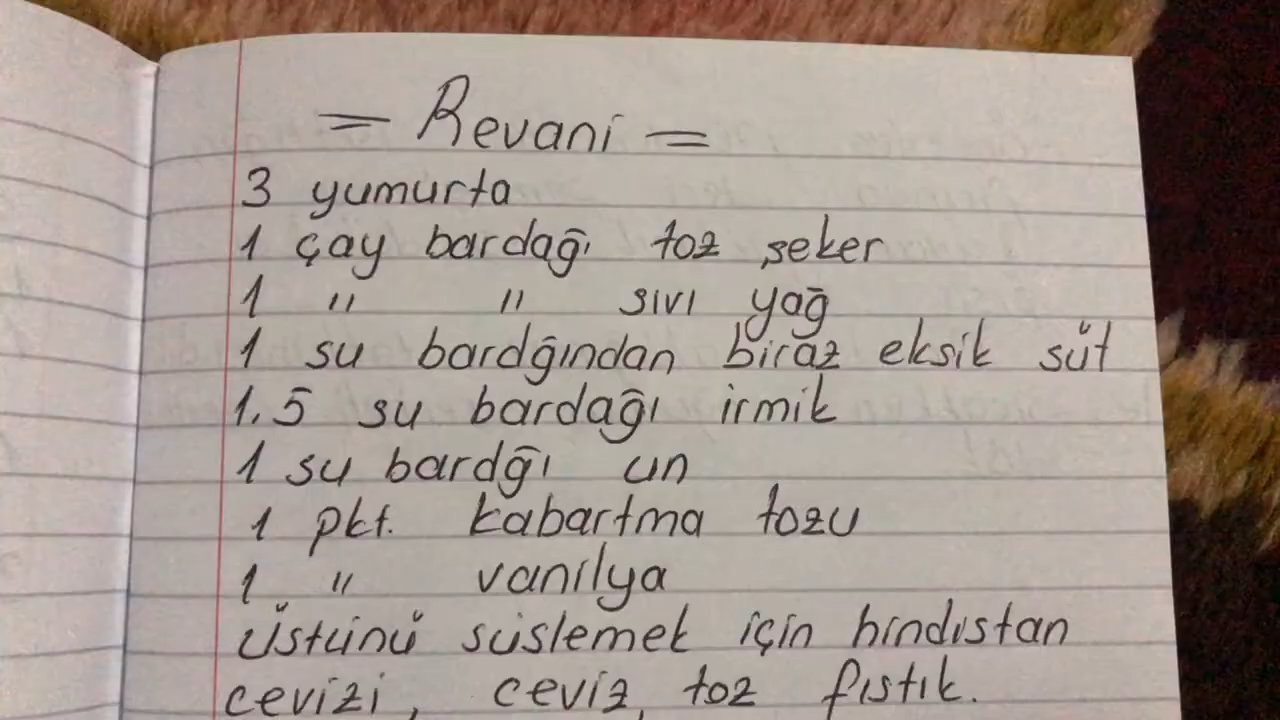 = Revani =
3 yumurta
1 çay bardağı toz şeker
1 " " sıvı yağ
1 su bardğından biraz eksik süt
1.5 su bardağı irmik
1 su bardğı un
1 pkt. kabartma tozu
1 " vanilya
Üstünü süslemek için hindistan
cevizi, ceviz, toz fıstık.